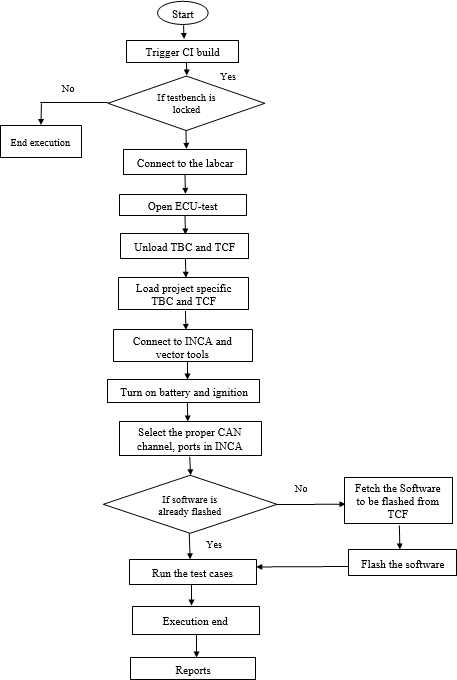 Start
Trigger CI build
Yes
No
If testbench is
locked
End execution
Connect to the labcar
Open ECU-test
Unload TBC and TCF
Load project specific
TBC and TCF
Connect to INCA and
vector tools
Turn on battery and ignition
Select the proper CAN
channel, ports in INCA
If software is
already flashed
No
Fetch the Software
to be flashed from
TCF
Yes
Flash the software
Run the test cases
Execution end
Reports